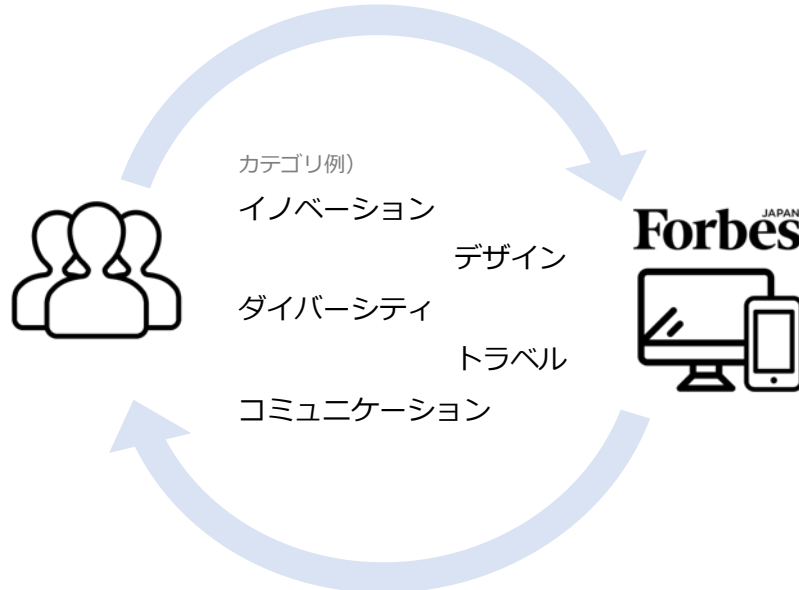 カテゴリ例）
イノベーション
デザイン
ダイバーシティ
トラベル
コミュニケーション
Forbes
JAPAN